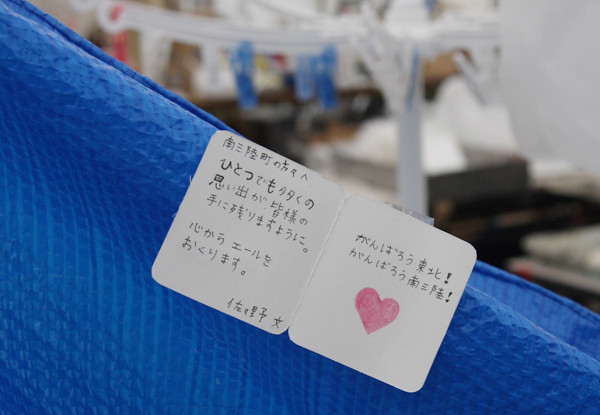 南三陸町の方々へ
ひとつでも多くの
思い出が皆様の
手に残りますように。
心から エールを
おくります。
佐々野 文
がんばろう東北！
がんばろう南三陸！